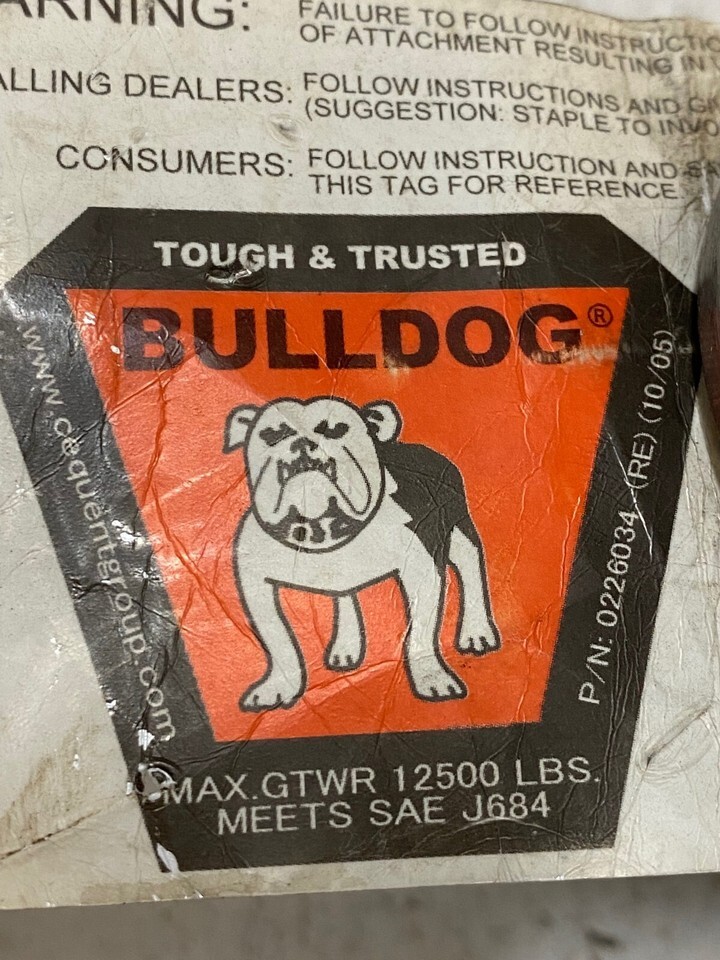 WARNING: FAILURE TO FOLLOW INSTRUCTIO
OF ATTACHMENT RESULTING IN
ALLING DEALERS: FOLLOW INSTRUCTIONS AND GI
(SUGGESTION: STAPLE TO INVO
CONSUMERS: FOLLOW INSTRUCTION AND SA
THIS TAG FOR REFERENCE.
TOUGH & TRUSTED
BULLDOG®
www.cequentgroup.com
P/N: 0226034 (RE) (10/05)
MAX.GTWR 12500 LBS.
MEETS SAE J684